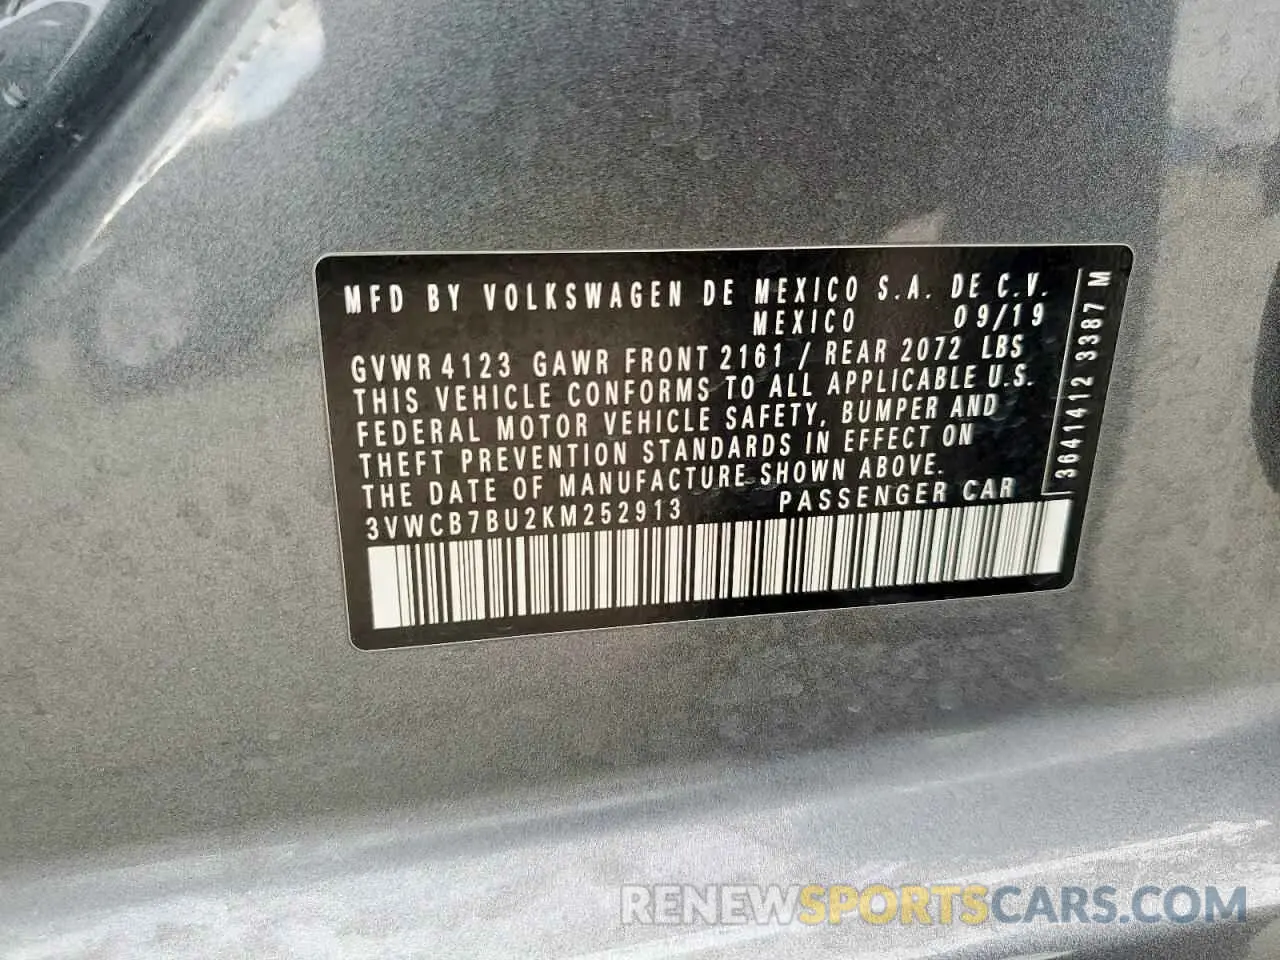 MFD BY VOLKSWAGEN DE MEXICO S.A. DE C.V.
MEXICO 09/19
GVWR 4123 GAWR FRONT 2161 / REAR 2072 LBS
THIS VEHICLE CONFORMS TO ALL APPLICABLE U.S.
FEDERAL MOTOR VEHICLE SAFETY, BUMPER AND
THEFT PREVENTION STANDARDS IN EFFECT ON
THE DATE OF MANUFACTURE SHOWN ABOVE.
3VWCB7BU2KM252913 PASSENGER CAR
3641412 3387 M
RENEWSPORTSCARS.COM